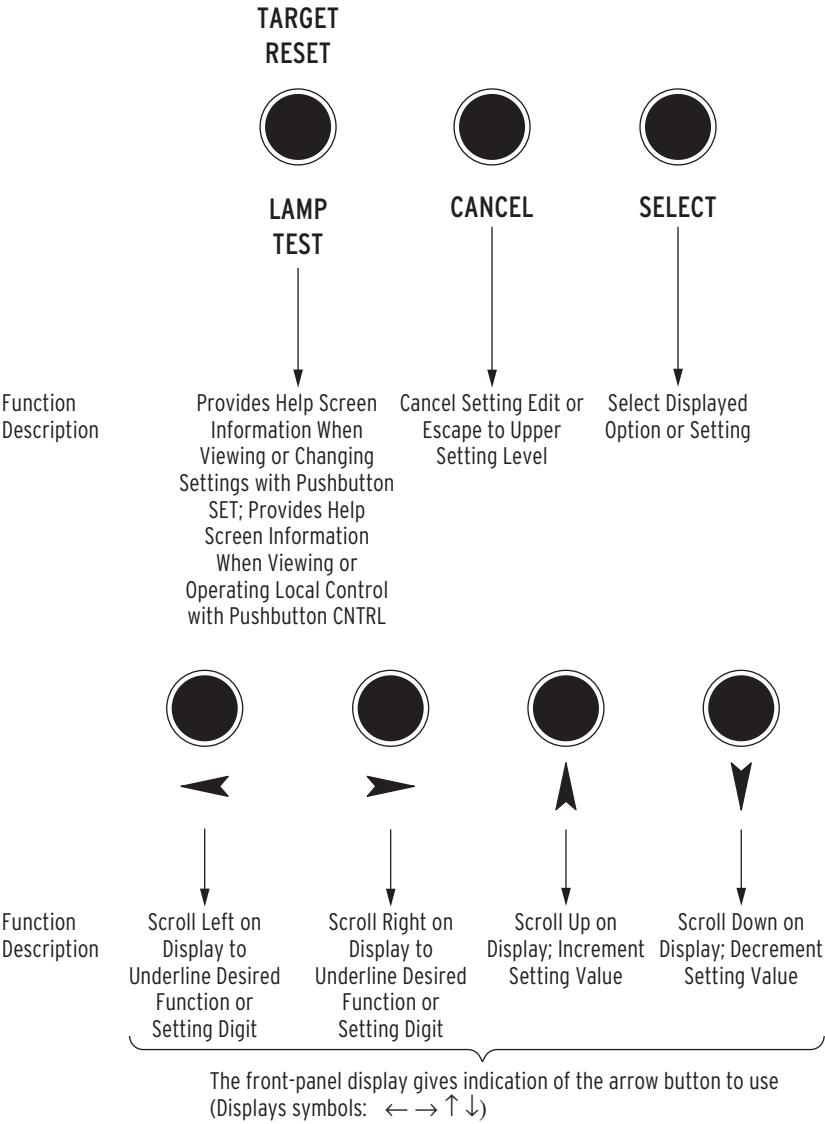 TARGET
RESET
LAMP
TEST
CANCEL
SELECT
Function
Description
Provides Help Screen
Information When
Viewing or Changing
Settings with Pushbutton
SET; Provides Help
Screen Information
When Viewing or
Operating Local Control
with Pushbutton CNTRL
Cancel Setting Edit or
Escape to Upper
Setting Level
Select Displayed
Option or Setting
Function
Description
Scroll Left on
Display to
Underline Desired
Function or
Setting Digit
Scroll Right on
Display to
Underline Desired
Function or
Setting Digit
Scroll Up on
Display; Increment
Setting Value
Scroll Down on
Display; Decrement
Setting Value
The front-panel display gives indication of the arrow button to use
(Displays symbols: ← → ↑ ↓)